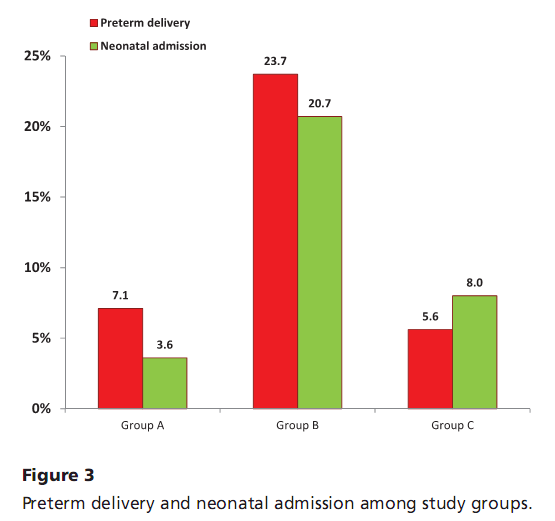 Preterm delivery
Neonatal admission
25%
20%
15%
10%
5%
0%
7.1
3.6
23.7
20.7
5.6
8.0
Group A
Group B
Group C
Figure 3
Preterm delivery and neonatal admission among study groups.